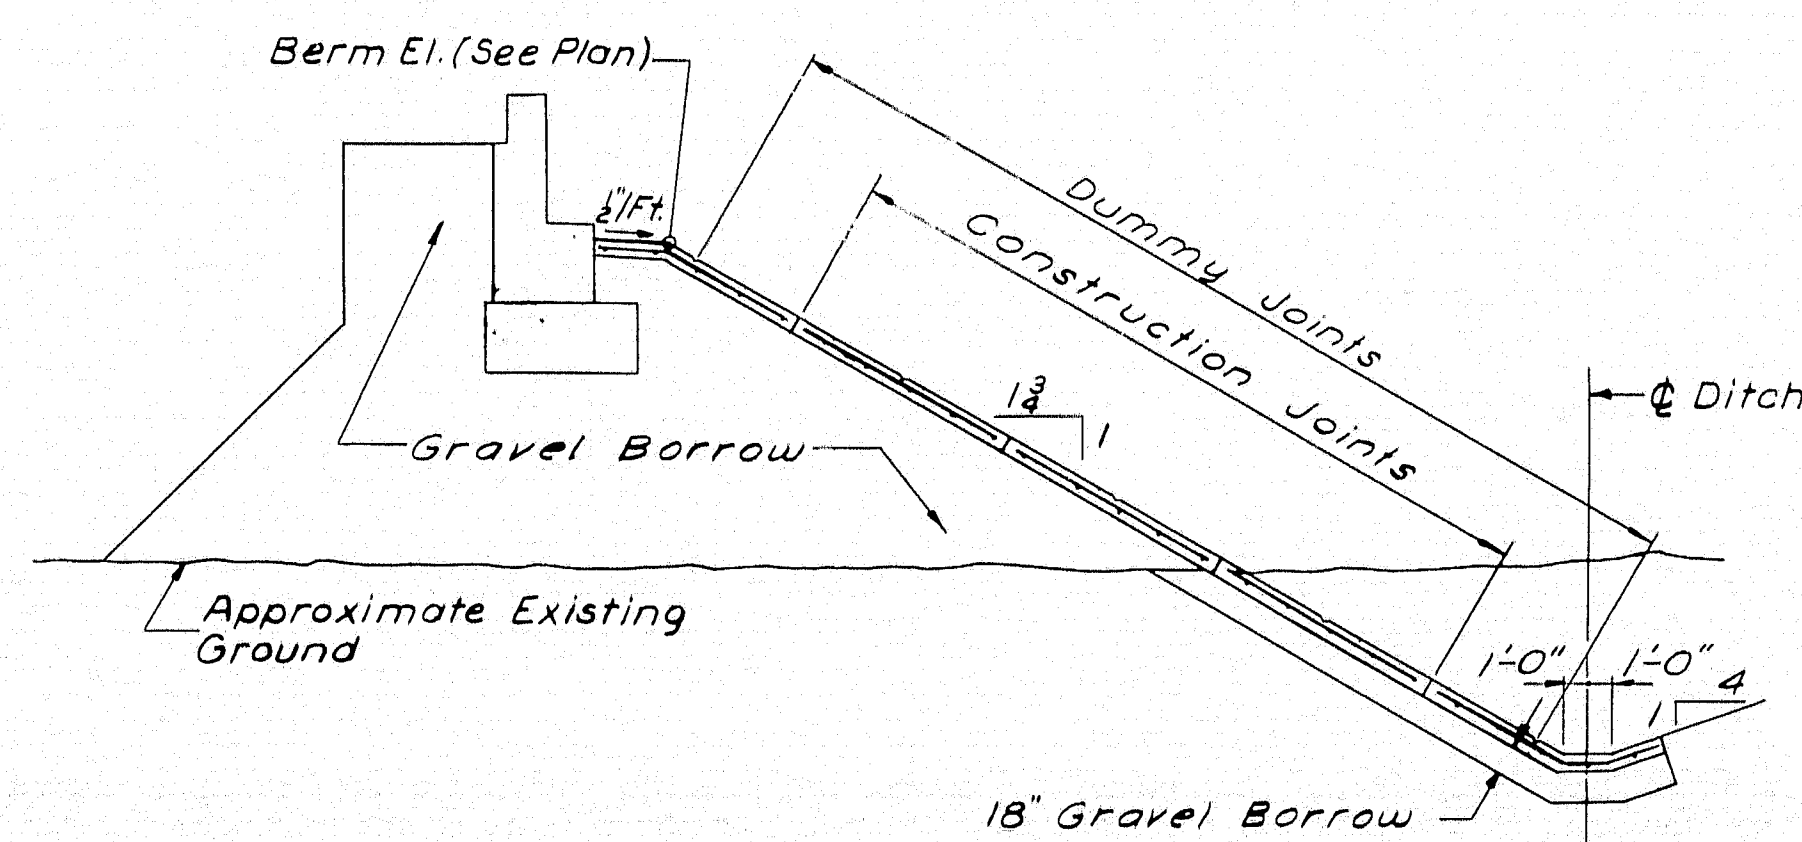 Berm El. (See Plan)
1/2"/Ft.
Dummy Joints
Construction Joints
1 3/4
1
℄ Ditch
Gravel Borrow
Approximate Existing
Ground
1'-0"
1'-0"
4
1
18" Gravel Borrow